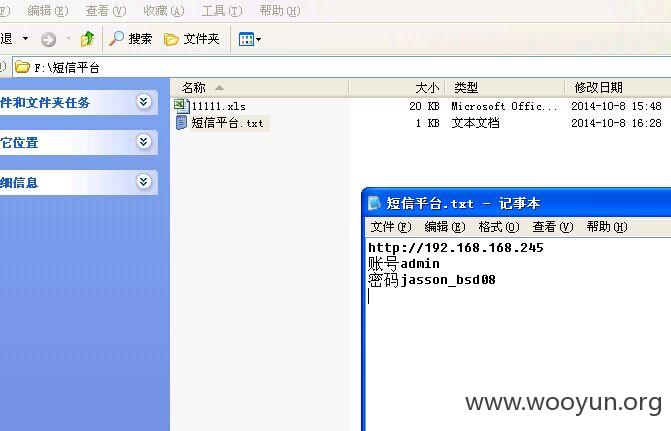 编辑(E) 查看(V) 收藏(A) 工具(T) 帮助(H)
退 搜索 文件夹
F:\短信平台
件和文件夹任务
它位置
细信息
名称 大小 类型 修改日期
11111.xls 20 KB Microsoft Offic... 2014-10-8 15:48
短信平台.txt 1 KB 文本文档 2014-10-8 16:28
短信平台.txt - 记事本
文件(F) 编辑(E) 格式(O) 查看(V) 帮助(H)
http://192.168.168.245
账号admin
密码jasson_bsd08
www.wooyun.org